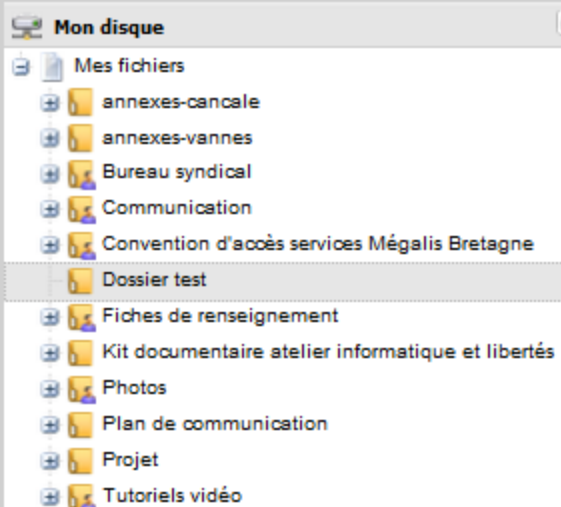 Mon disque
Mes fichiers
annexes-cancale
annexes-vannes
Bureau syndical
Communication
Convention d'accès services Mégalis Bretagne
Dossier test
Fiches de renseignement
Kit documentaire atelier informatique et libertés
Photos
Plan de communication
Projet
Tutoriels vidéo